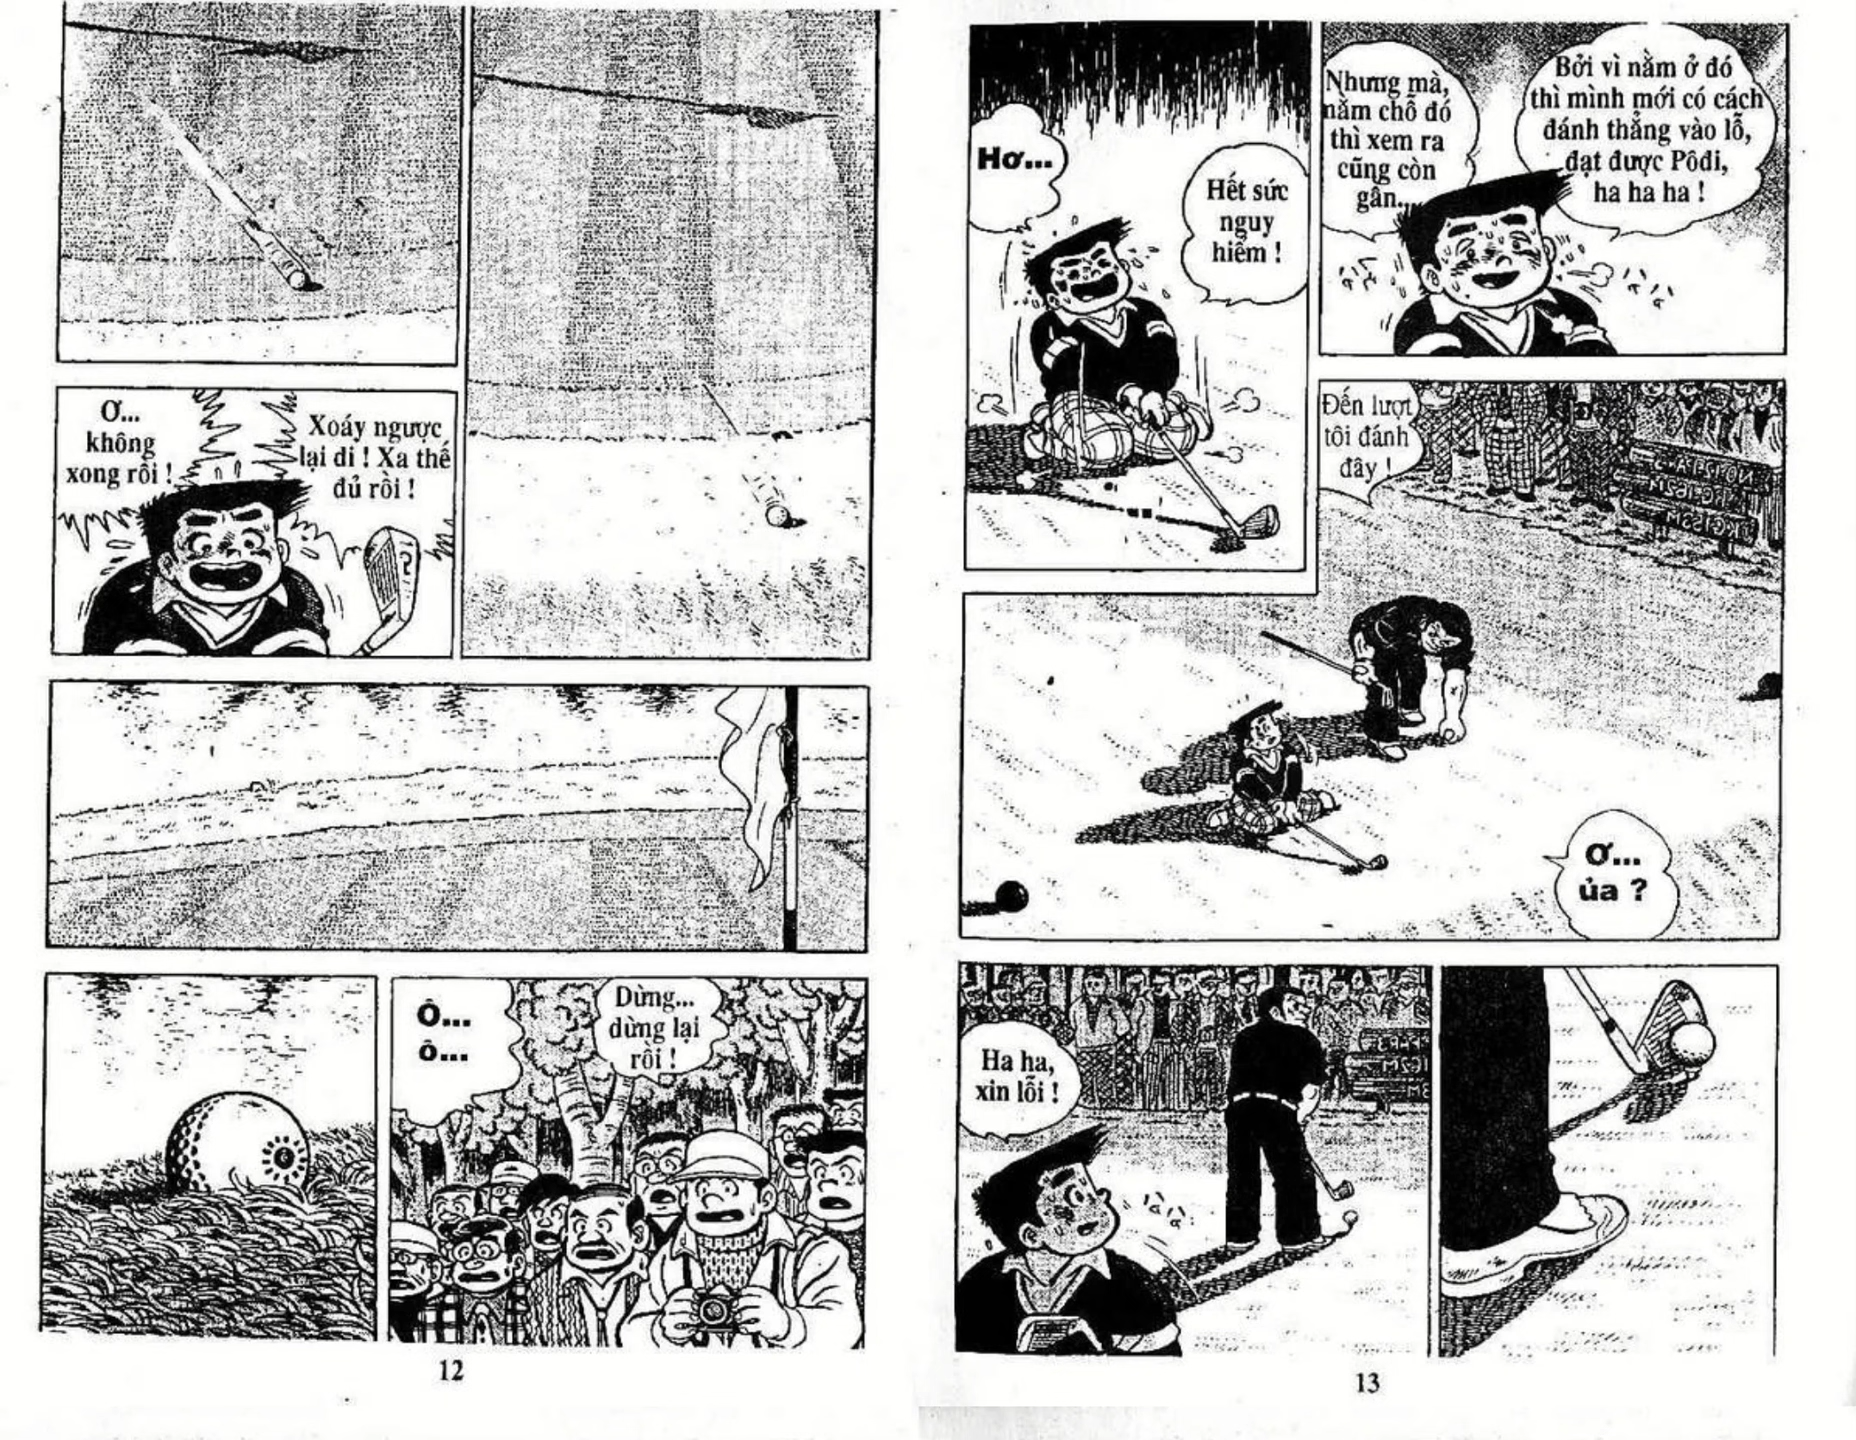 Ơ...
không
xong rồi !
Xoáy ngược
lại đi ! Xa thế
đủ rồi !
Ô...
ô...
Dừng...
dừng lại
rồi !
12
Hơ...
Hết sức
nguy
hiểm !
Nhưng mà,
nằm chỗ đó
thì xem ra
cũng còn
gần...
Bởi vì nằm ở đó
thì mình mới có cách
đánh thẳng vào lỗ,
đạt được Pôđi,
ha ha ha !
Đến lượt
tôi đánh
đây !
Ơ...
ủa ?
Ha ha,
xin lỗi !
13